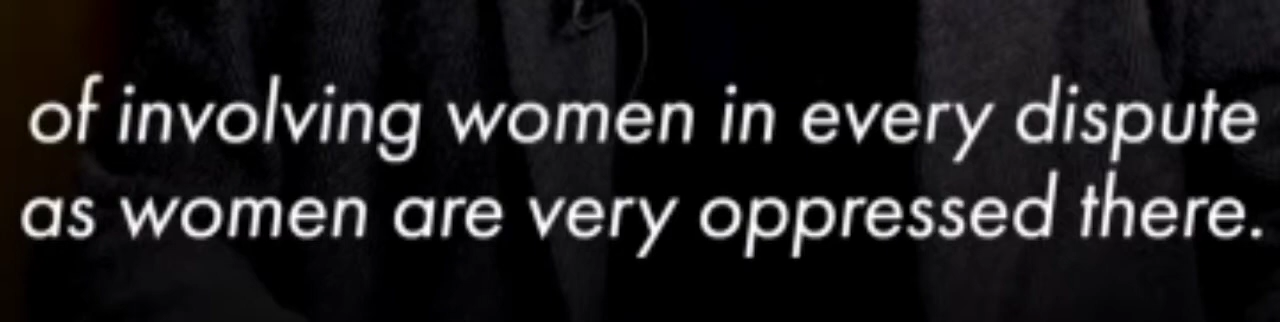 of involving women in every dispute
as women are very oppressed there.